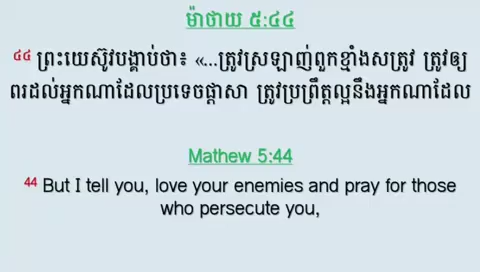 ម៉ាថាយ ៥:៤៤
៤៤ ព្រះយេស៊ូវបង្គាប់ថា៖ «...ត្រូវស្រឡាញ់ពួកខ្មាំងសត្រូវ ត្រូវឲ្យ
ពរដល់អ្នកណាដែលប្រទេចផ្ដាសា ត្រូវប្រព្រឹត្តល្អនឹងអ្នកណាដែល
Mathew 5:44
44 But I tell you, love your enemies and pray for those
who persecute you,